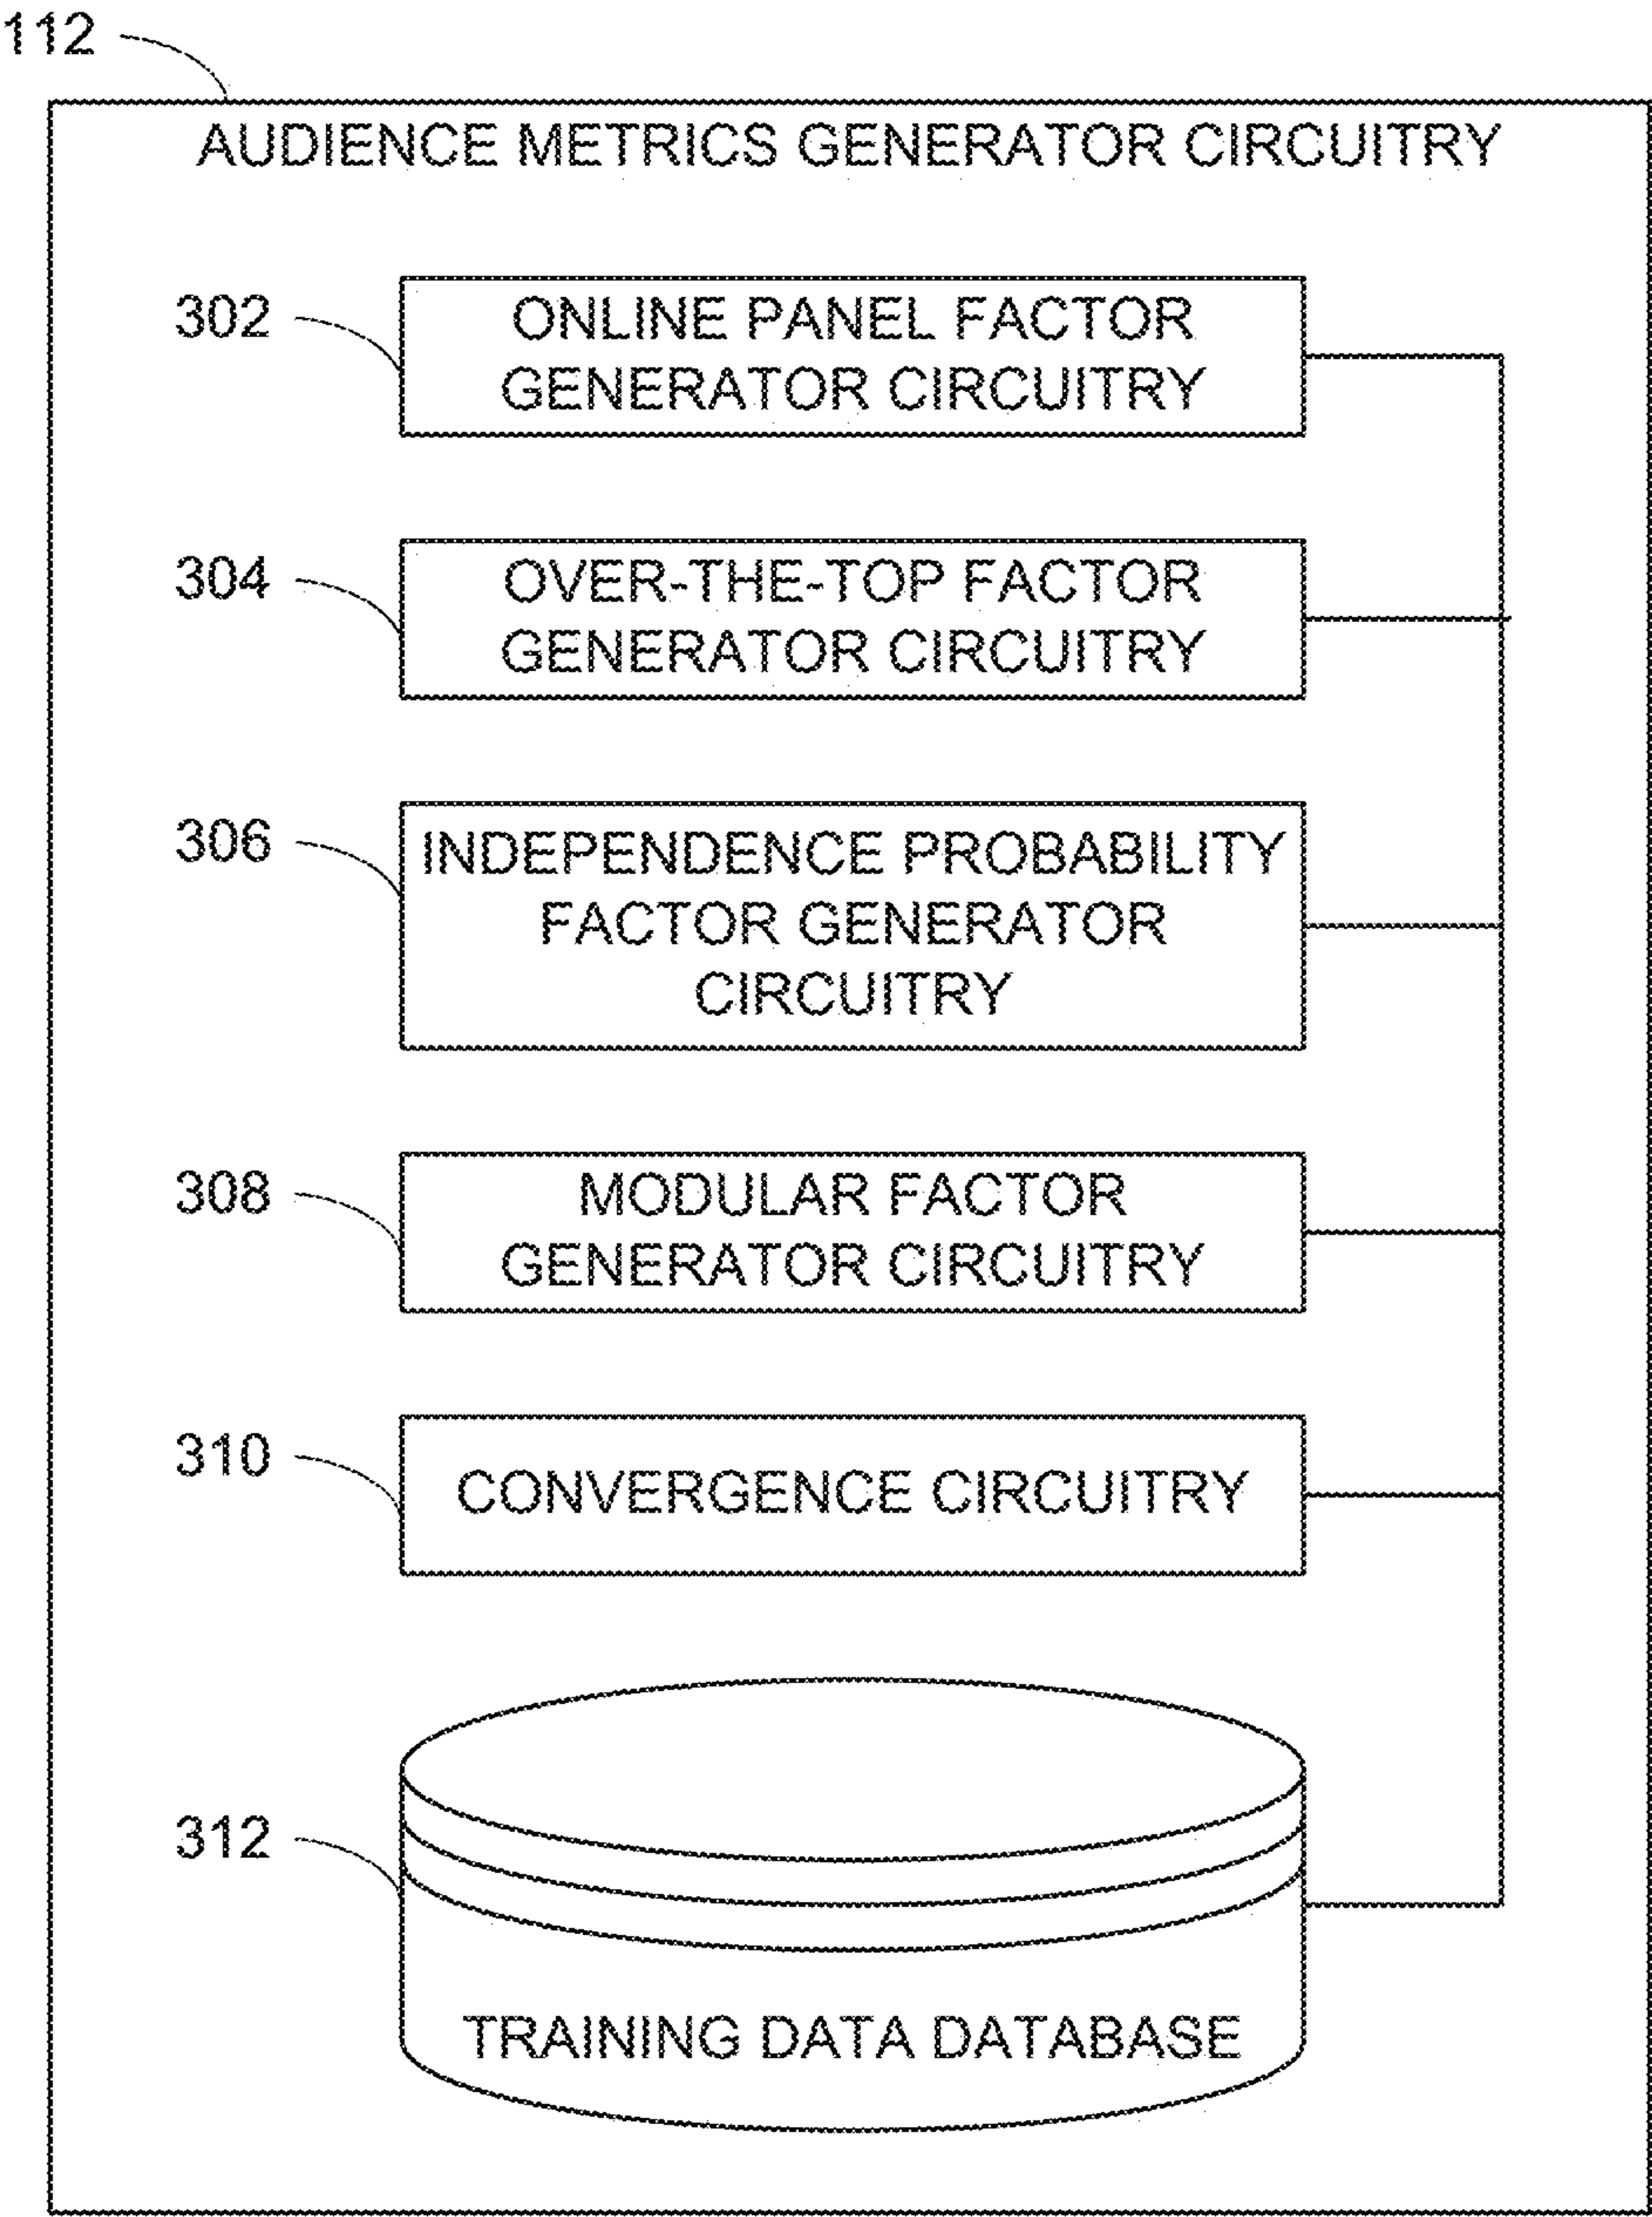 112
AUDIENCE METRICS GENERATOR CIRCUITRY
302
ONLINE PANEL FACTOR
GENERATOR CIRCUITRY
304
OVER-THE-TOP FACTOR
GENERATOR CIRCUITRY
306
INDEPENDENCE PROBABILITY
FACTOR GENERATOR
CIRCUITRY
308
MODULAR FACTOR
GENERATOR CIRCUITRY
310
CONVERGENCE CIRCUITRY
312
TRAINING DATA DATABASE